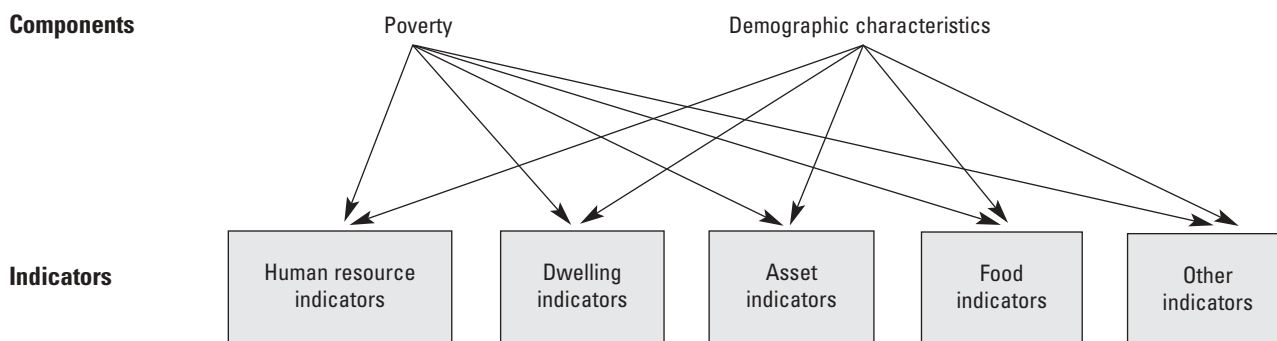 Components
Poverty
Demographic characteristics
Indicators
Human resource
indicators
Dwelling
indicators
Asset
indicators
Food
indicators
Other
indicators